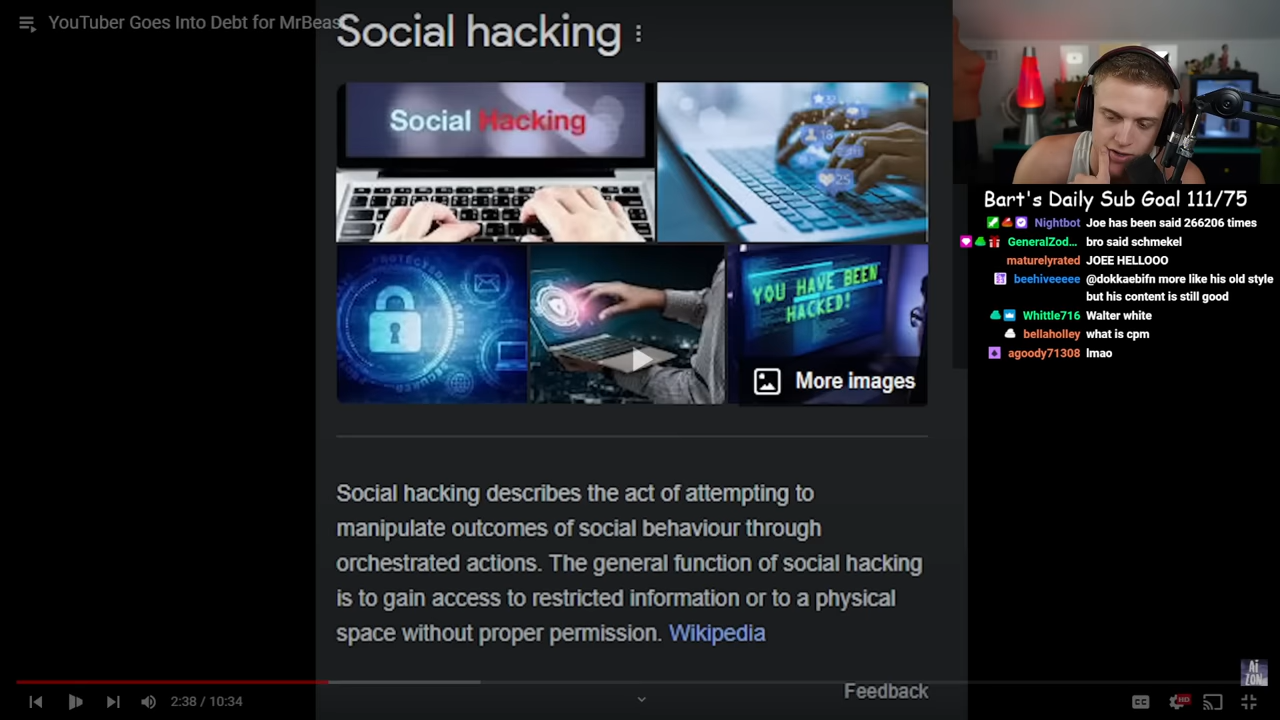 YouTuber Goes Into Debt for MrBeast
Social hacking
Social Hacking
YOU HAVE BEEN
HACKED!
More images
Social hacking describes the act of attempting to
manipulate outcomes of social behaviour through
orchestrated actions. The general function of social hacking
is to gain access to restricted information or to a physical
space without proper permission. Wikipedia
Feedback
2:38 / 10:34
CC
HD
Bart's Daily Sub Goal 111/75
Nightbot Joe has been said 266206 times
GeneralZod... bro said schmekel
maturelyrated JOEE HELLOOO
beehiveeeee @dokkaebifn more like his old style
but his content is still good
Whittle716 Walter white
bellaholley what is cpm
agoody71308 lmao
Ai
ZON